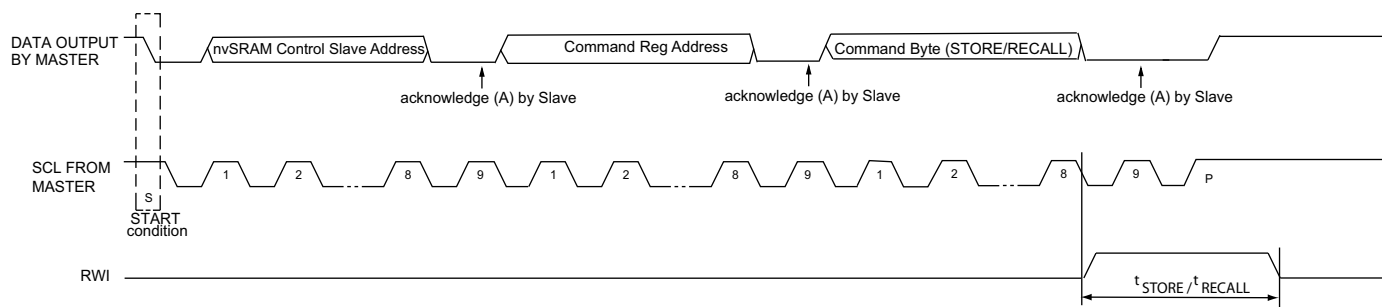 DATA OUTPUT
BY MASTER
nvSRAM Control Slave Address
Command Reg Address
Command Byte (STORE/RECALL)
acknowledge (A) by Slave
acknowledge (A) by Slave
acknowledge (A) by Slave
SCL FROM
MASTER
1 2 8 9 1 2 8 9 1 2 8 9 P
S
START
condition
RWI
tSTORE/tRECALL